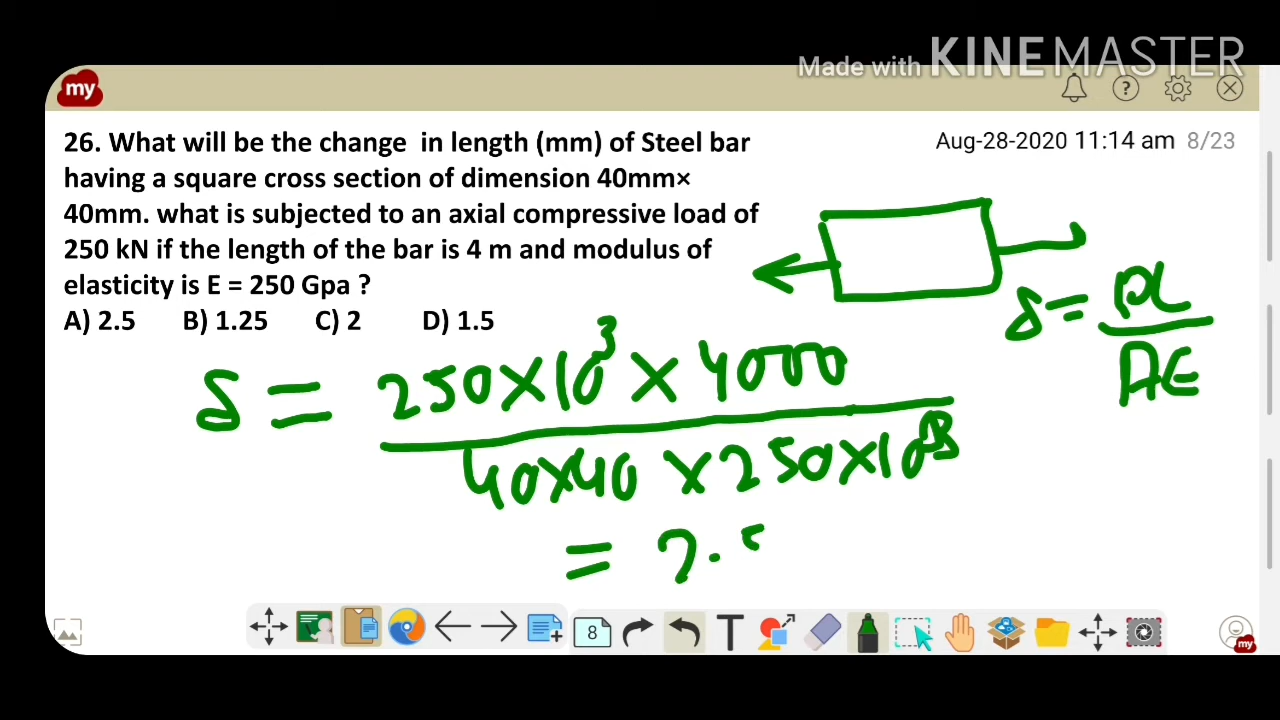 Made with KINEMASTER
my
26. What will be the change in length (mm) of Steel bar
having a square cross section of dimension 40mm×
40mm. what is subjected to an axial compressive load of
250 kN if the length of the bar is 4 m and modulus of
elasticity is E = 250 Gpa ?
A) 2.5 B) 1.25 C) 2 D) 1.5
Aug-28-2020 11:14 am 8/23
δ = PL
AE
δ = 250×10³ × 4000
40×40 × 250×10³
= 2.5
8
T
my